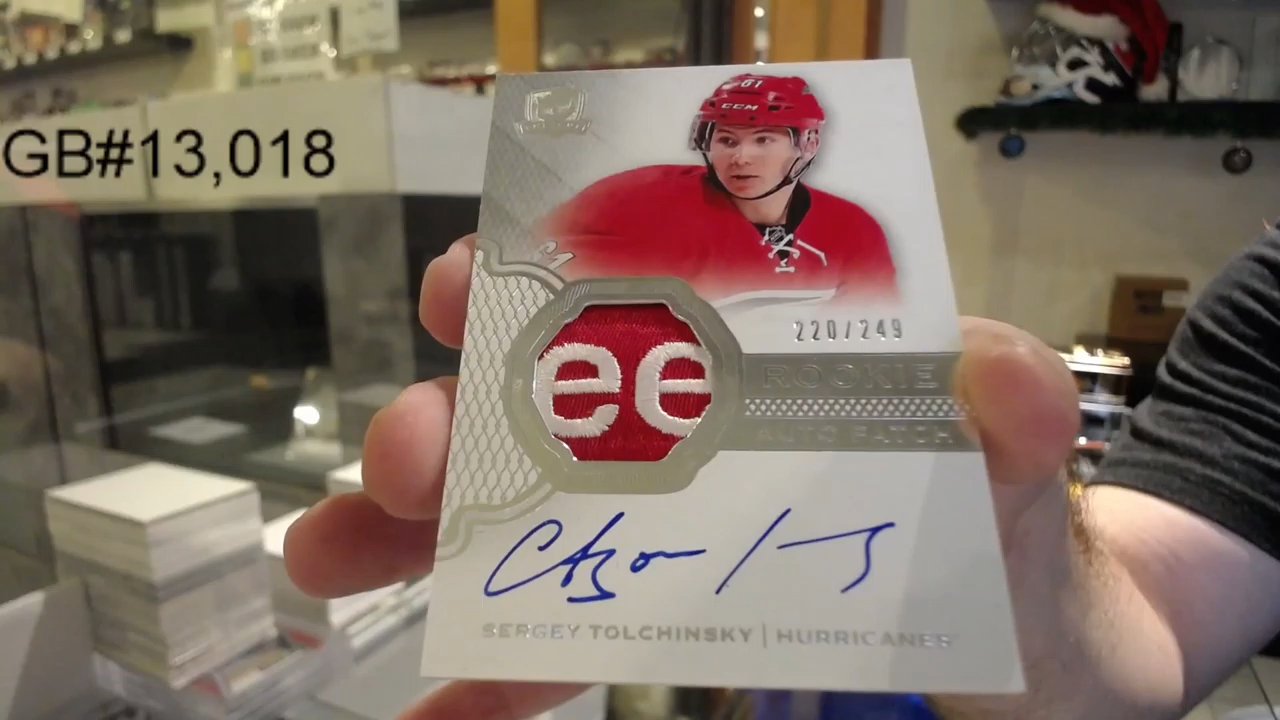 GB#13,018
61
CCM
220/249
ee
ROOKIE
AUTO PATCH
SERGEY TOLCHINSKY | HURRICANES